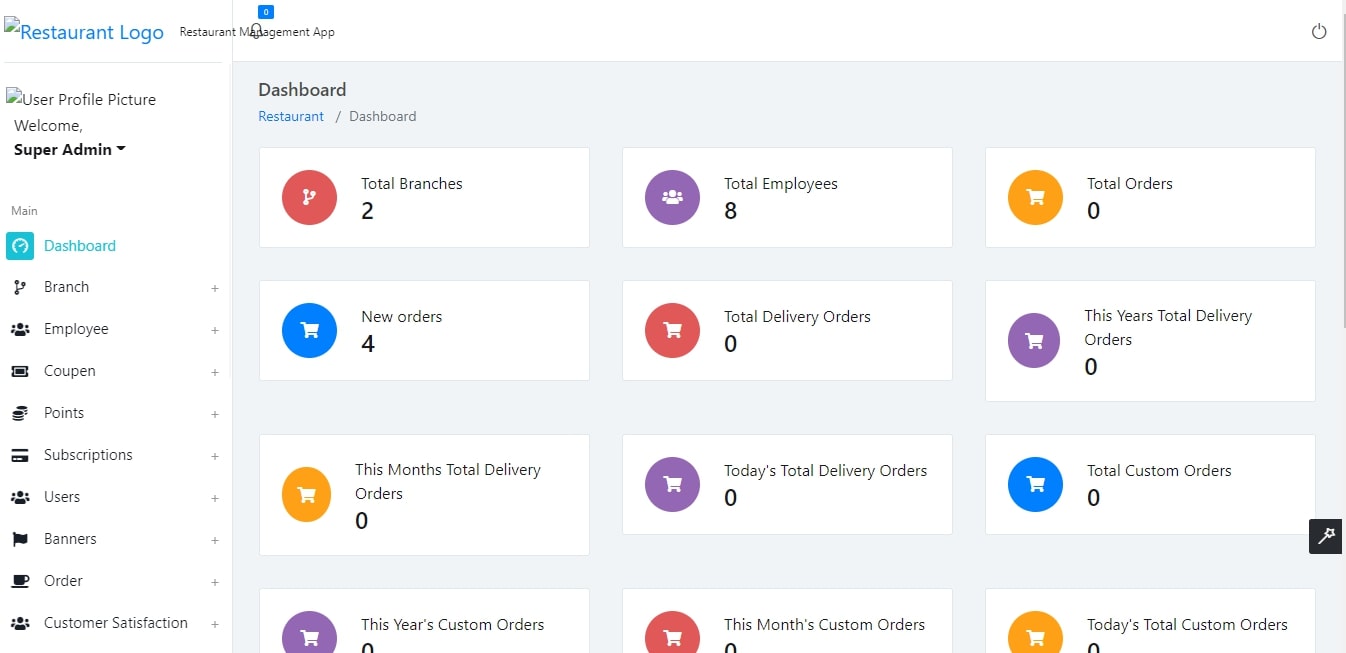 0
Restaurant Logo
Restaurant Management App
User Profile Picture
Welcome,
Super Admin
Main
Dashboard
Branch +
Employee +
Coupen +
Points +
Subscriptions +
Users +
Banners +
Order +
Customer Satisfaction +
Dashboard
Restaurant / Dashboard
Total Branches
2
Total Employees
8
Total Orders
0
New orders
4
Total Delivery Orders
0
This Years Total Delivery
Orders
0
This Months Total Delivery
Orders
0
Today's Total Delivery Orders
0
Total Custom Orders
0
This Year's Custom Orders
0
This Month's Custom Orders
0
Today's Total Custom Orders
0